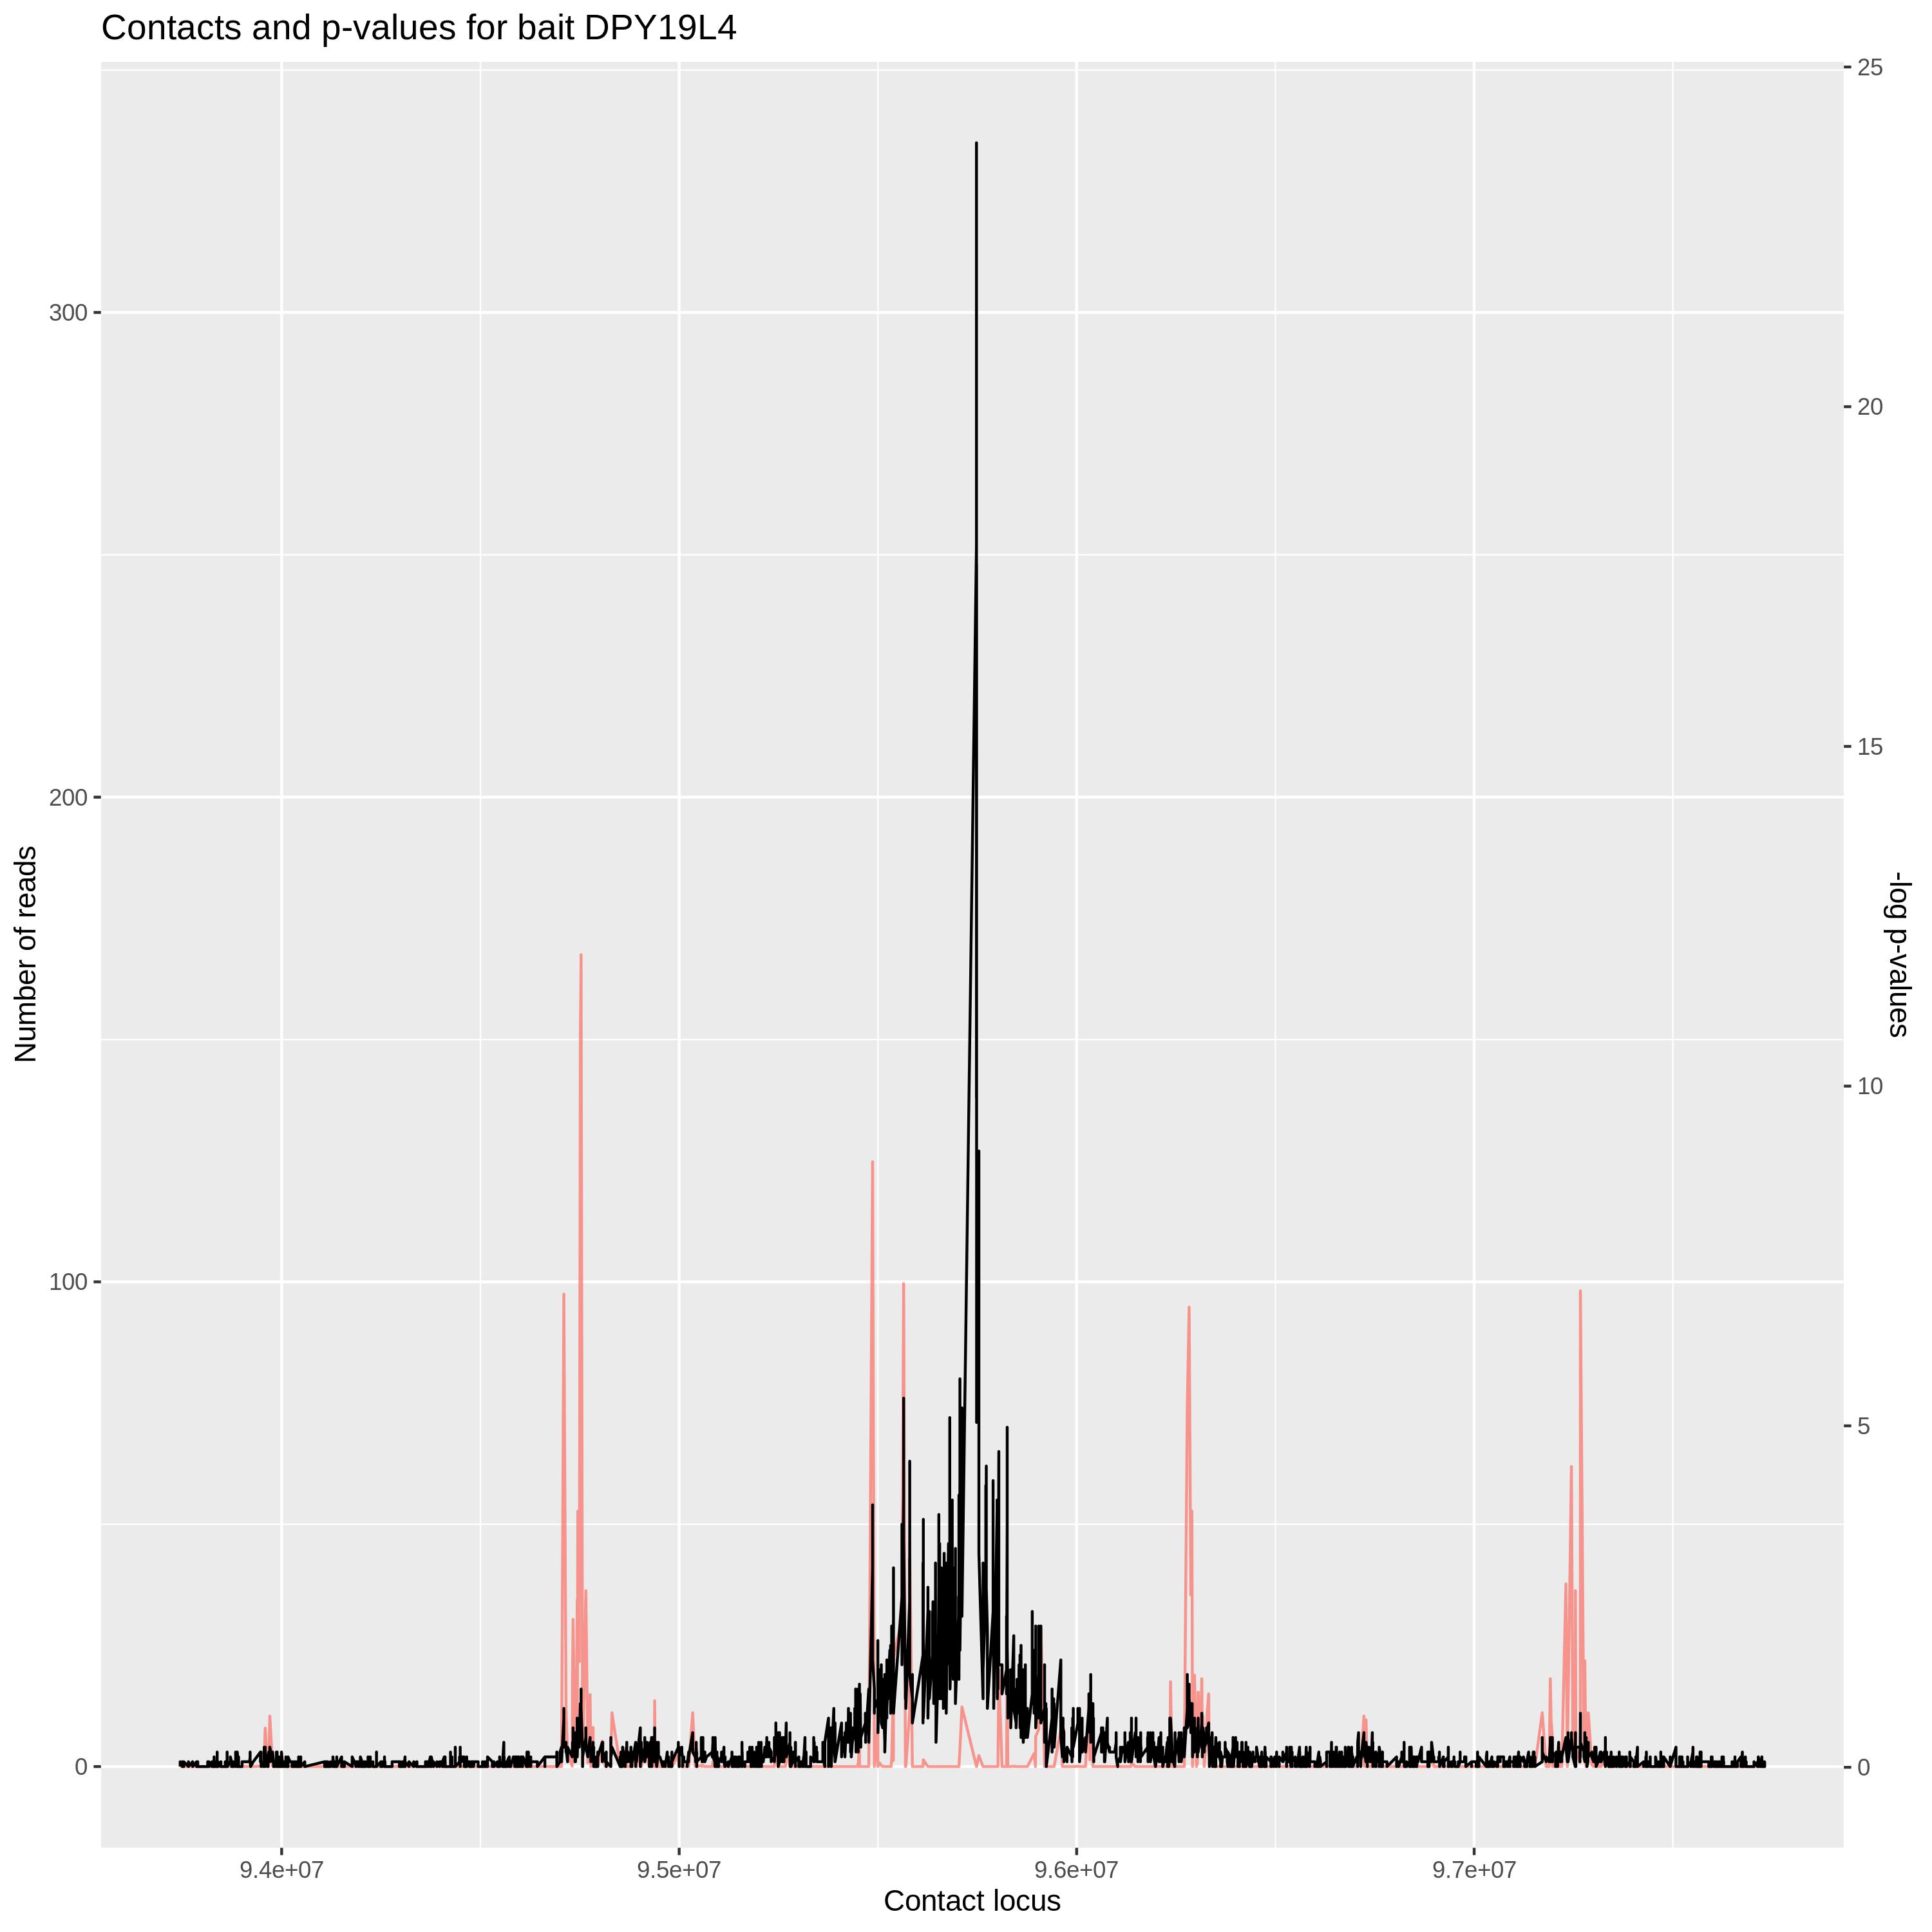 Contacts and p-values for bait DPY19L4
Number of reads
300
200
100
0
25
20
15
10
5
0
-log p-values
9.4e+07 9.5e+07 9.6e+07 9.7e+07
Contact locus